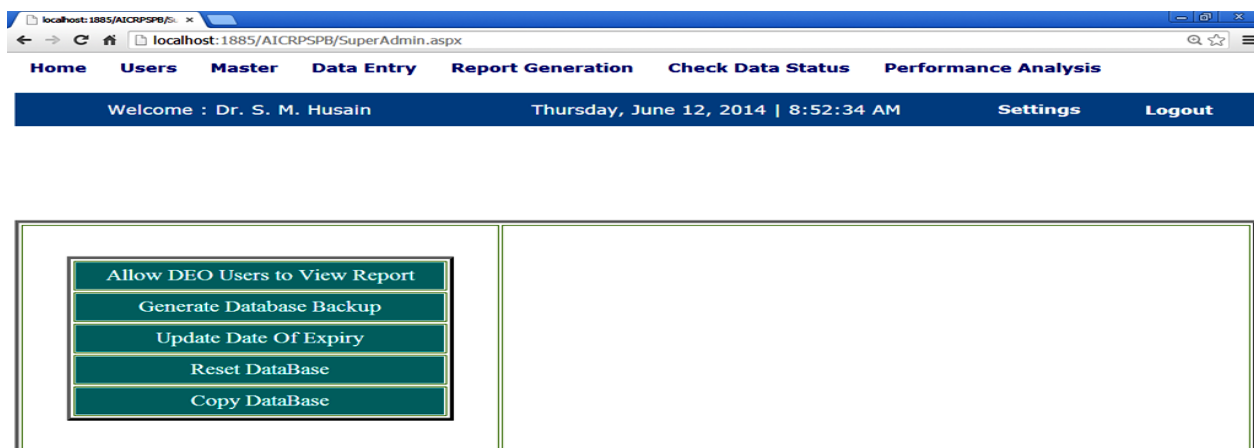 localhost:1885/AICRPSPB/Su
localhost:1885/AICRPSPB/SuperAdmin.aspx
Home Users Master Data Entry Report Generation Check Data Status Performance Analysis
Welcome : Dr. S. M. Husain Thursday, June 12, 2014 | 8:52:34 AM Settings Logout
Allow DEO Users to View Report
Generate Database Backup
Update Date Of Expiry
Reset DataBase
Copy DataBase